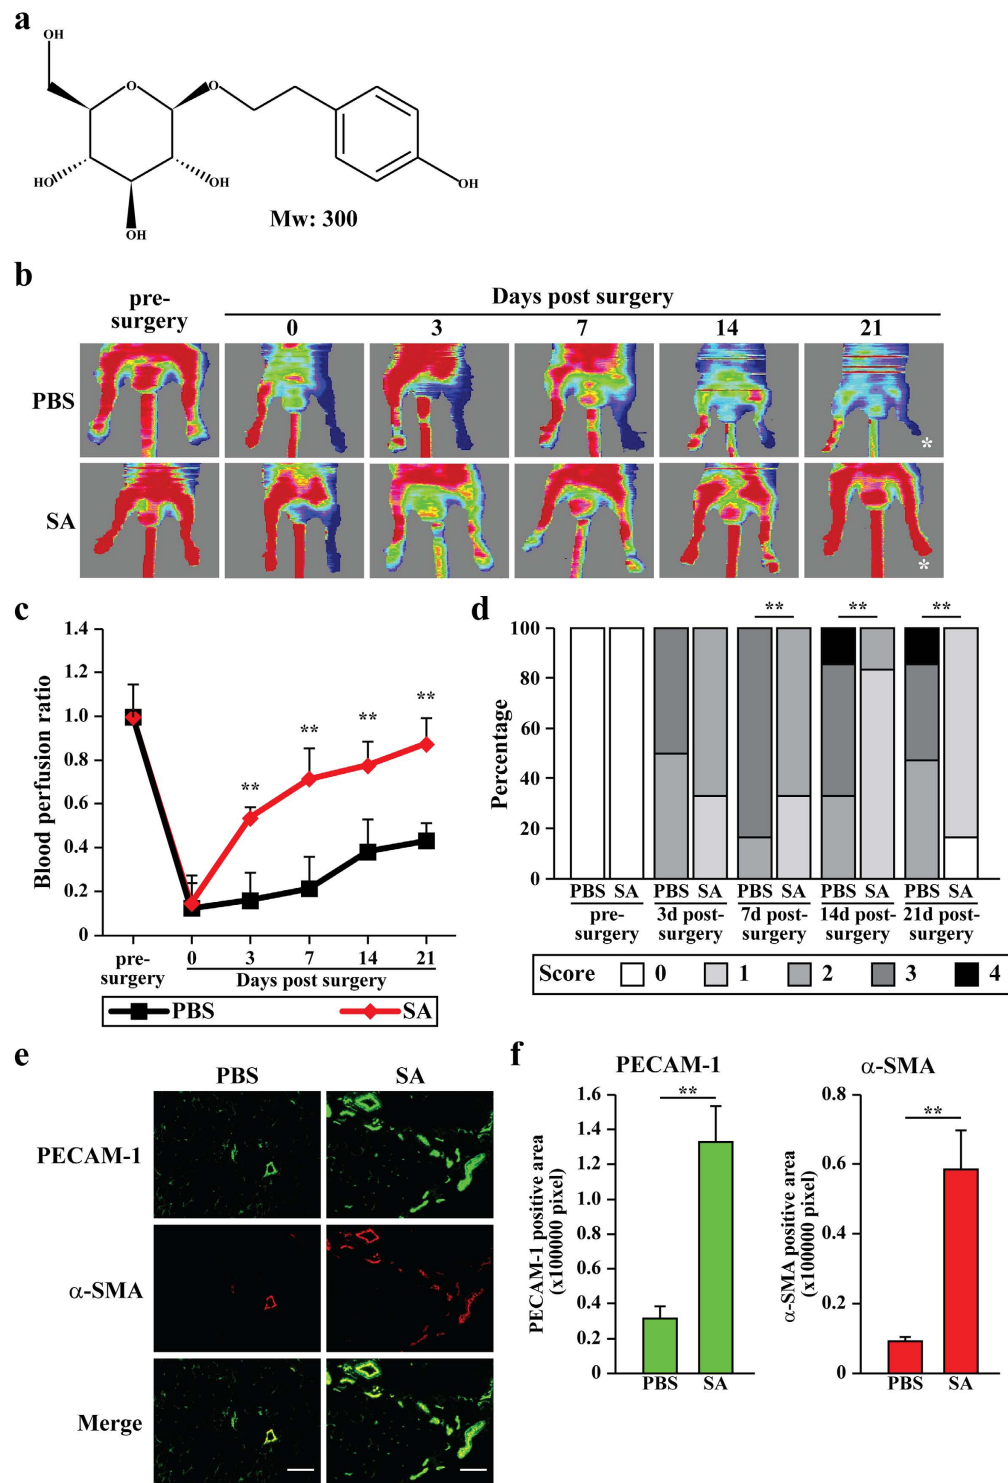 a
OH
O
O
HO
OH
OH
OH
Mw: 300
b
pre-
surgery
Days post surgery
0 3 7 14 21
PBS
*
SA
*
c
1.4
1.2
1.0
0.8
0.6
0.4
0.2
0
Blood perfusion ratio
**
**
**
**
pre-
surgery
0 3 7 14 21
Days post surgery
PBS SA
d
** ** **
100
80
60
40
20
0
Percentage
PBS SA PBS SA PBS SA PBS SA PBS SA
pre-
surgery
3d post-
surgery
7d post-
surgery
14d post-
surgery
21d post-
surgery
Score 0 1 2 3 4
e
PBS SA
PECAM-1
α-SMA
Merge
f
PECAM-1
**
1.6
1.4
1.2
1.0
0.8
0.6
0.4
0.2
0
PECAM-1 positive area
(x100000 pixel)
PBS SA
α-SMA
**
0.8
0.6
0.4
0.2
0
α-SMA positive area
(x100000 pixel)
PBS SA